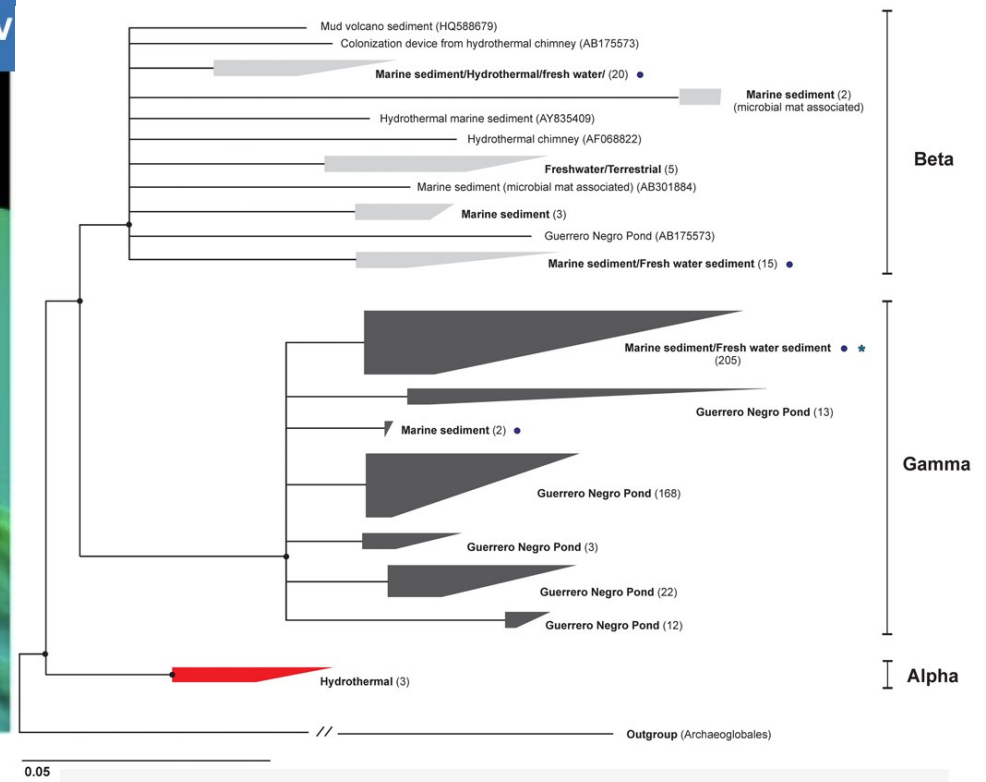 Mud volcano sediment (HQ588679)
Colonization device from hydrothermal chimney (AB175573)
Marine sediment/Hydrothermal/fresh water/ (20)
Marine sediment (2)
(microbial mat associated)
Hydrothermal marine sediment (AY835409)
Hydrothermal chimney (AF068822)
Beta
Freshwater/Terrestrial (5)
Marine sediment (microbial mat associated) (AB301884)
Marine sediment (3)
Guerrero Negro Pond (AB175573)
Marine sediment/Fresh water sediment (15)
Marine sediment/Fresh water sediment *
(205)
Guerrero Negro Pond (13)
Marine sediment (2)
Gamma
Guerrero Negro Pond (168)
Guerrero Negro Pond (3)
Guerrero Negro Pond (22)
Guerrero Negro Pond (12)
Hydrothermal (3)
Alpha
Outgroup (Archaeoglobales)
0.05